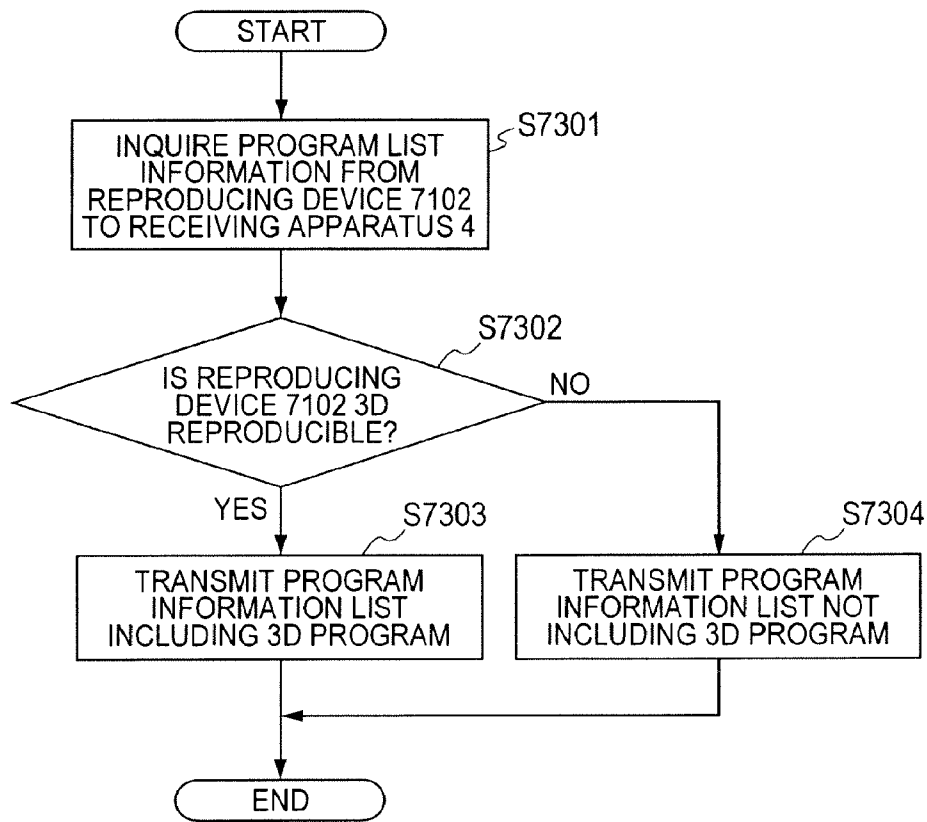 START
S7301
INQUIRE PROGRAM LIST
INFORMATION FROM
REPRODUCING DEVICE 7102
TO RECEIVING APPARATUS 4
S7302
IS REPRODUCING
DEVICE 7102 3D
REPRODUCIBLE?
NO
YES
S7303
TRANSMIT PROGRAM
INFORMATION LIST
INCLUDING 3D PROGRAM
S7304
TRANSMIT PROGRAM
INFORMATION LIST NOT
INCLUDING 3D PROGRAM
END